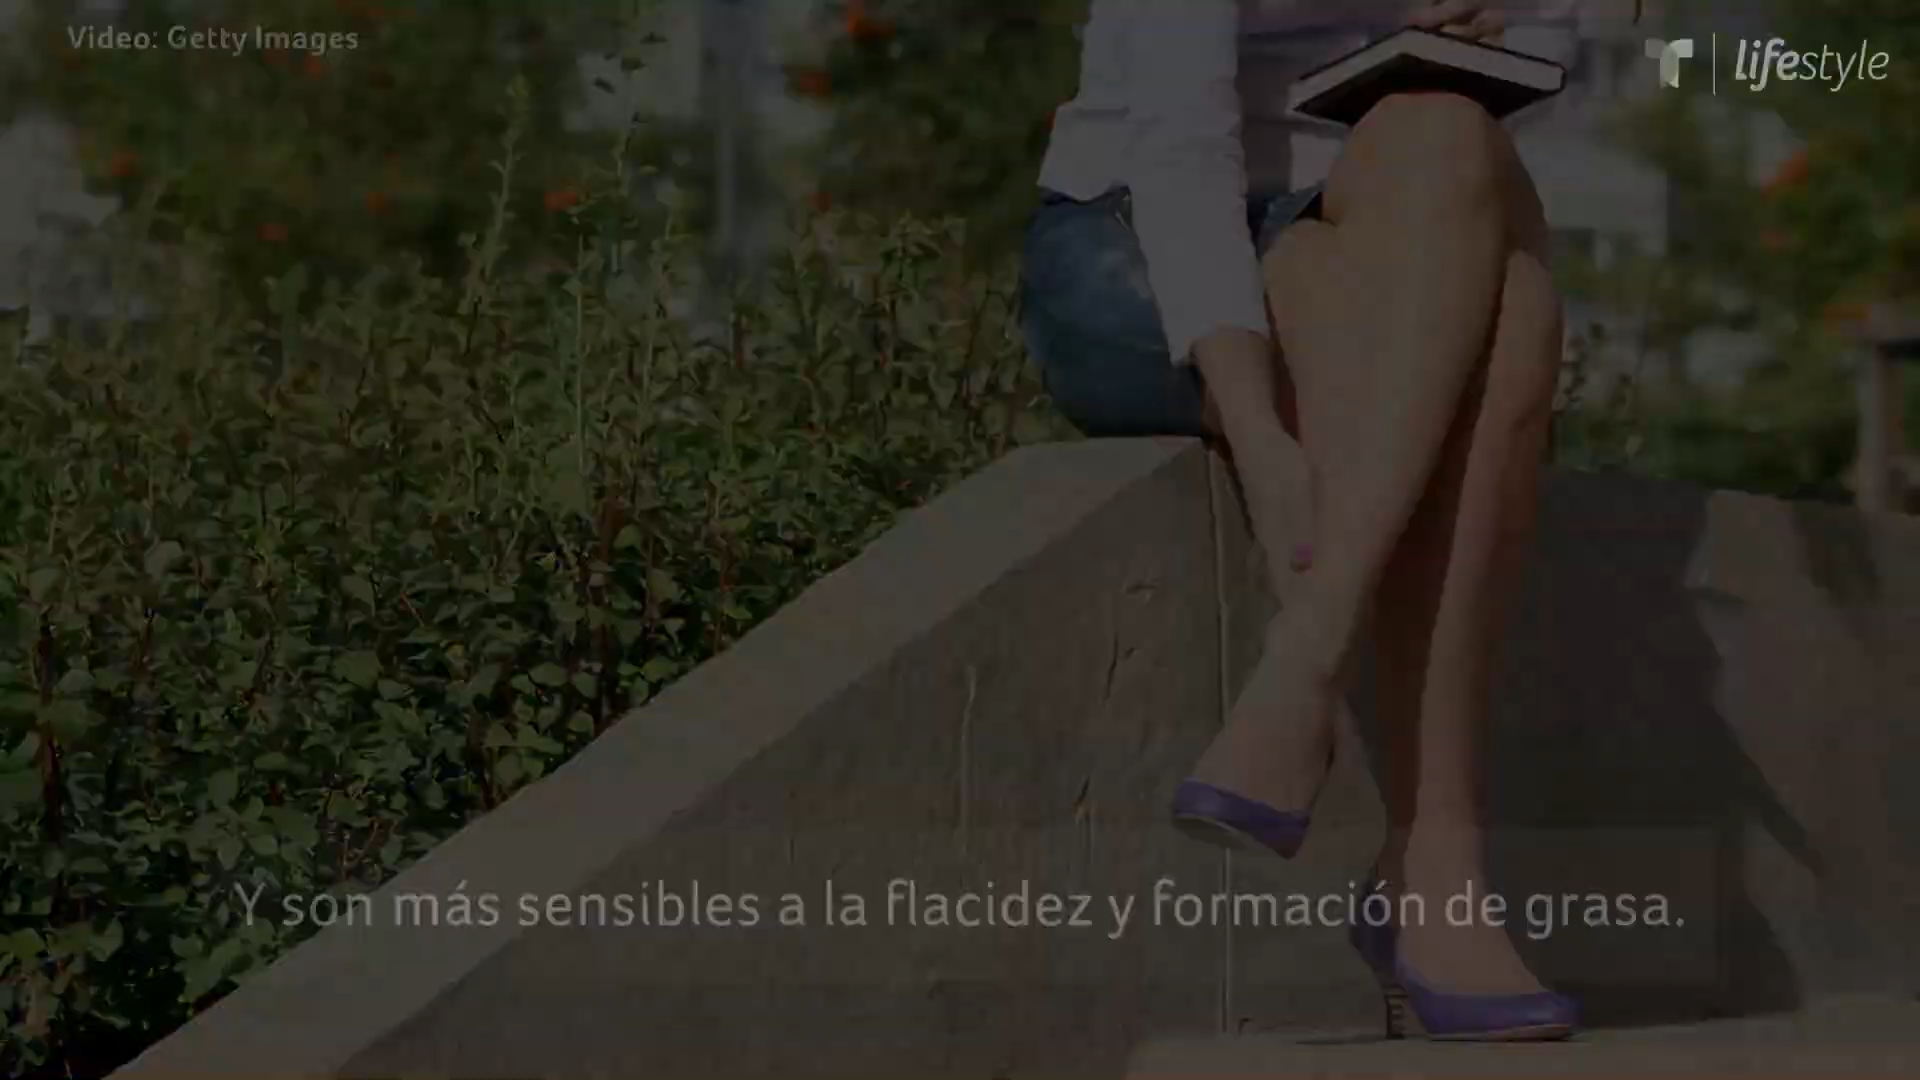 Video: Getty Images
lifestyle
Y son más sensibles a la flacidez y formación de grasa.